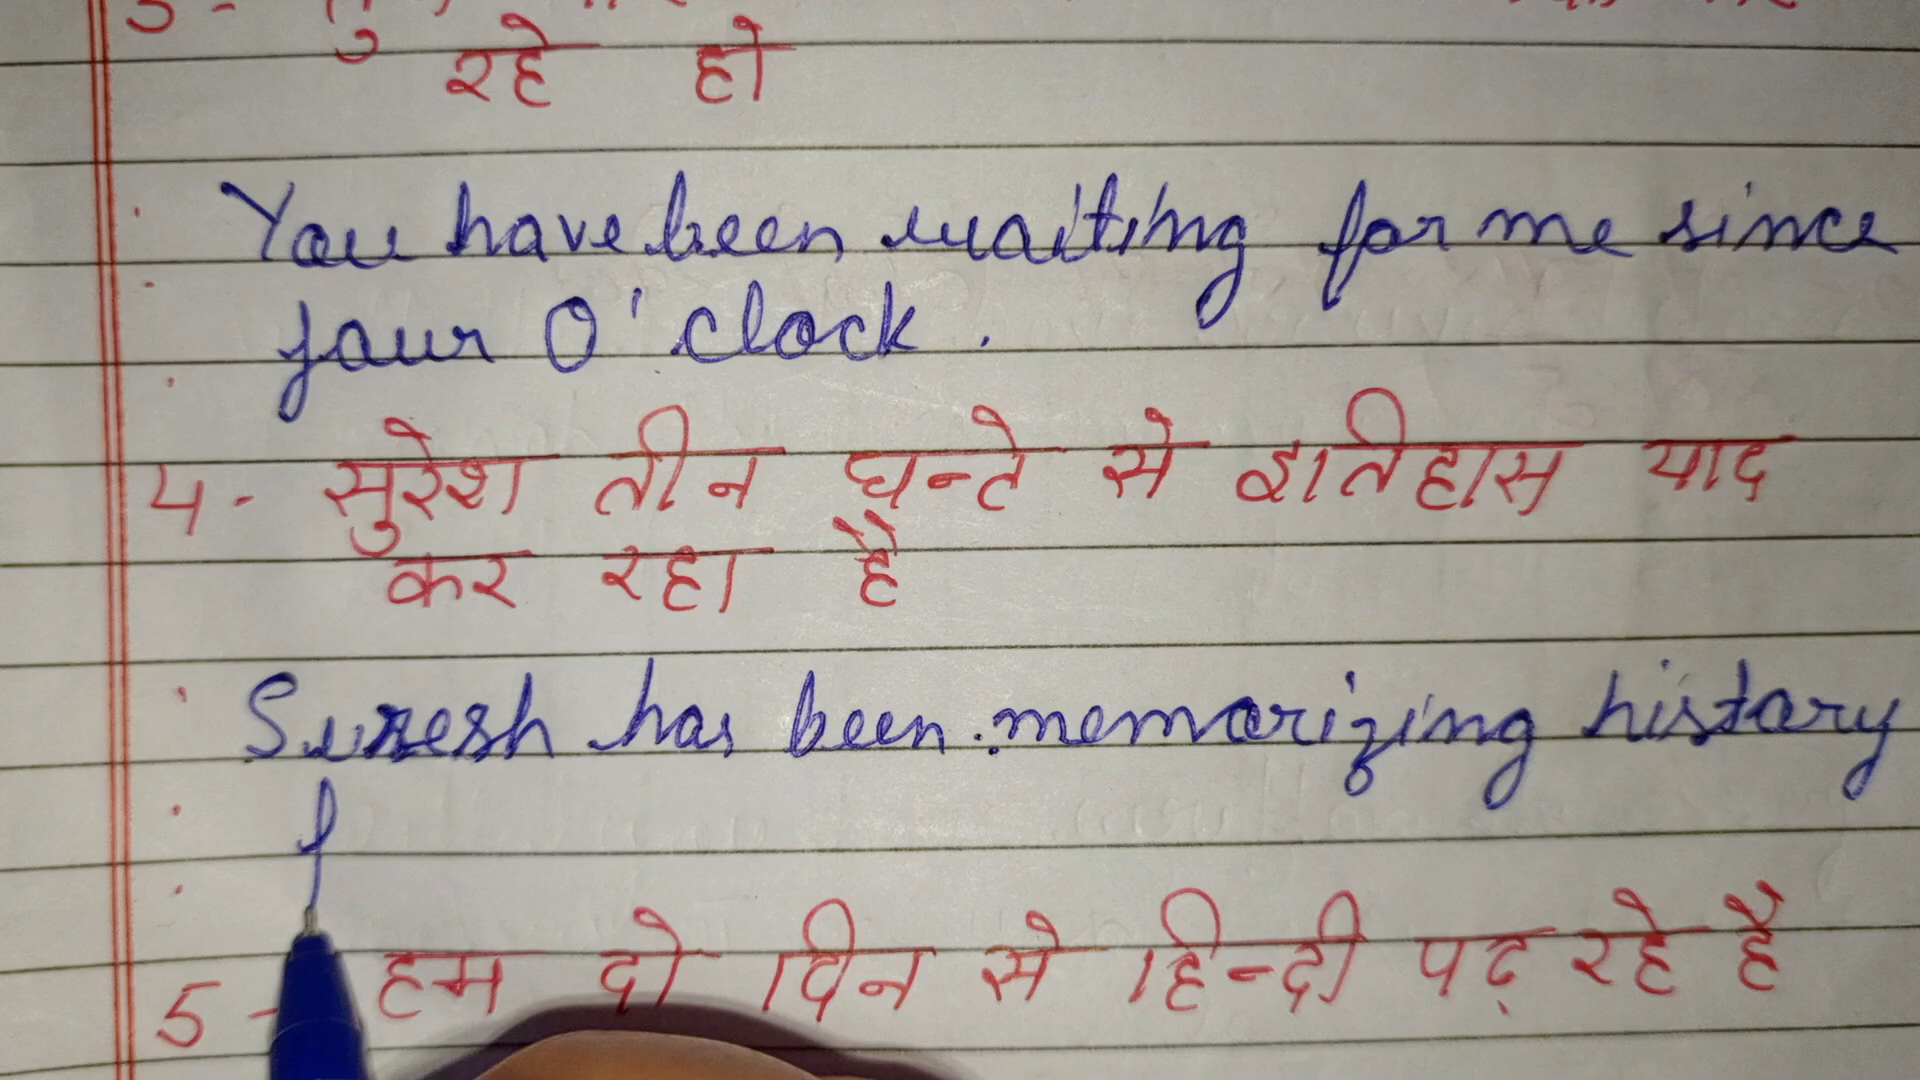 3-
रहे हो
You have been waiting for me since
four O'clock.
4- सुरेश तीन घन्टे से इतिहास याद
कर रहा है
Suresh has been memorizing history
f
5- हम दो दिन से हिन्दी पढ़ रहे है